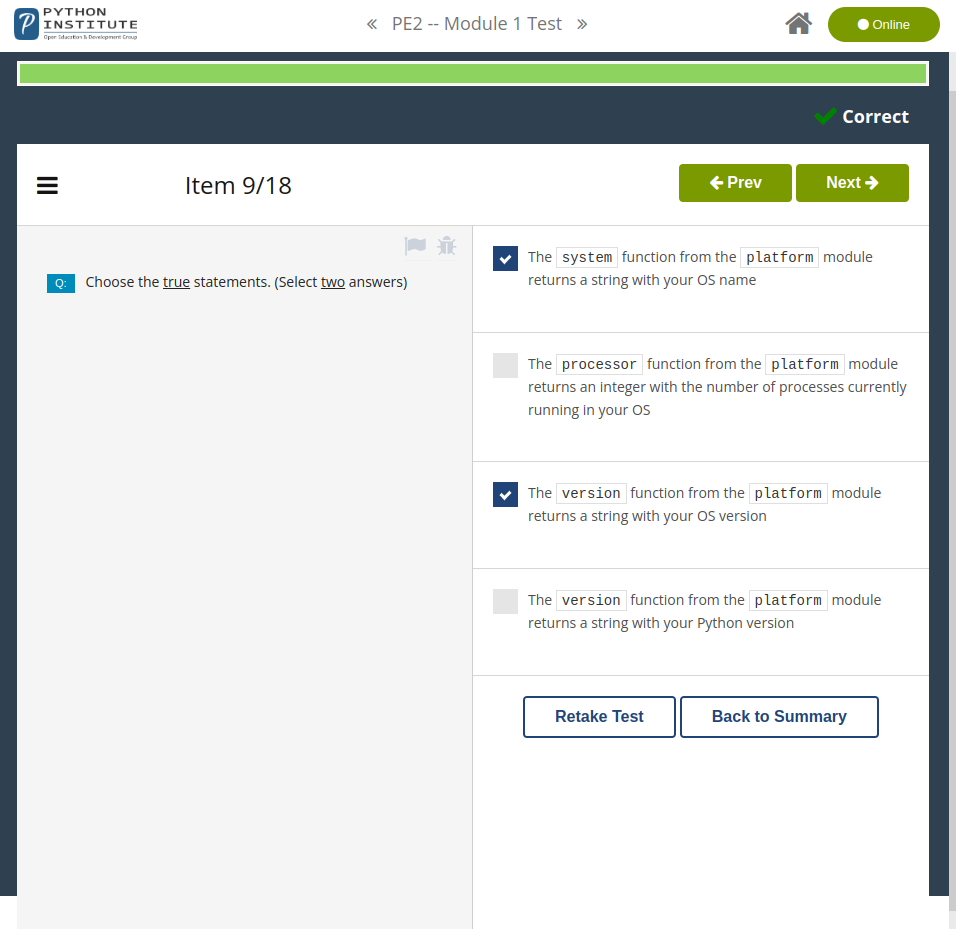 PYTHON
INSTITUTE
Open Education & Development Group
« PE2 -- Module 1 Test »
Online
Correct
Item 9/18
Prev
Next
Q: Choose the true statements. (Select two answers)
The system function from the platform module
returns a string with your OS name
The processor function from the platform module
returns an integer with the number of processes currently
running in your OS
The version function from the platform module
returns a string with your OS version
The version function from the platform module
returns a string with your Python version
Retake Test
Back to Summary